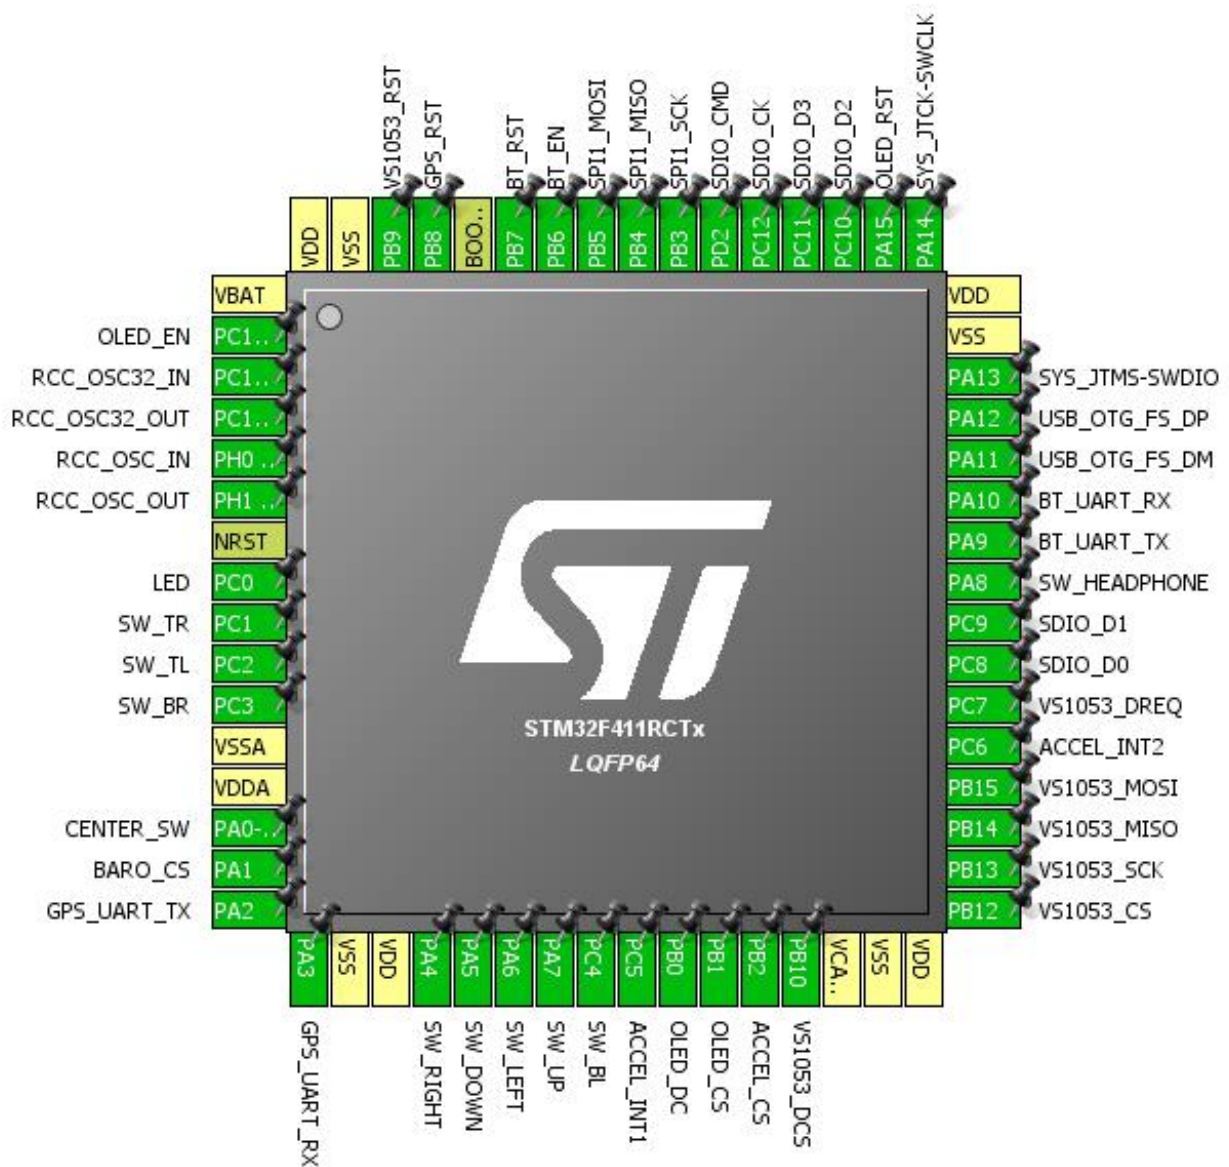 VS1053_RST
GPS_RST
BT_RST
BT_EN
SPI1_MOSI
SPI1_MISO
SPI1_SCK
SDIO_CMD
SDIO_CK
SDIO_D3
SDIO_D2
OLED_RST
SYS_JTCK-SWCLK
VDD
VSS
PB9
PB8
BOO..
PB7
PB6
PB5
PB4
PB3
PD2
PC12
PC11
PC10
PA15
PA14
VBAT
OLED_EN PC1..
RCC_OSC32_IN PC1..
RCC_OSC32_OUT PC1..
RCC_OSC_IN PH0 ..
RCC_OSC_OUT PH1 ..
NRST
LED PC0
SW_TR PC1
SW_TL PC2
SW_BR PC3
VSSA
VDDA
CENTER_SW PA0-..
BARO_CS PA1
GPS_UART_TX PA2
STM32F411RCTx
LQFP64
VDD
VSS
PA13 SYS_JTMS-SWDIO
PA12 USB_OTG_FS_DP
PA11 USB_OTG_FS_DM
PA10 BT_UART_RX
PA9 BT_UART_TX
PA8 SW_HEADPHONE
PC9 SDIO_D1
PC8 SDIO_D0
PC7 VS1053_DREQ
PC6 ACCEL_INT2
PB15 VS1053_MOSI
PB14 VS1053_MISO
PB13 VS1053_SCK
PB12 VS1053_CS
PA3
VSS
VDD
PA4
PA5
PA6
PA7
PC4
PC5
PB0
PB1
PB2
PB10
VCA..
VSS
VDD
GPS_UART_RX
SW_RIGHT
SW_DOWN
SW_LEFT
SW_UP
SW_BL
ACCEL_INT1
OLED_DC
OLED_CS
ACCEL_CS
VS1053_DCS